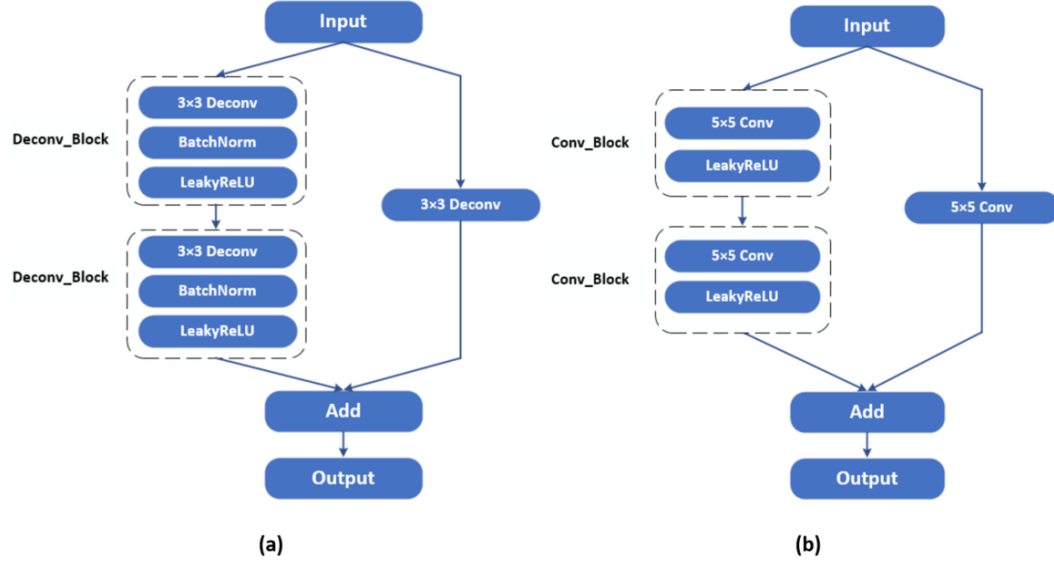 Input
3×3 Deconv
Deconv_Block
BatchNorm
LeakyReLU
3×3 Deconv
3×3 Deconv
Deconv_Block
BatchNorm
LeakyReLU
Add
Output
(a)
Input
5×5 Conv
Conv_Block
LeakyReLU
5×5 Conv
5×5 Conv
Conv_Block
LeakyReLU
Add
Output
(b)